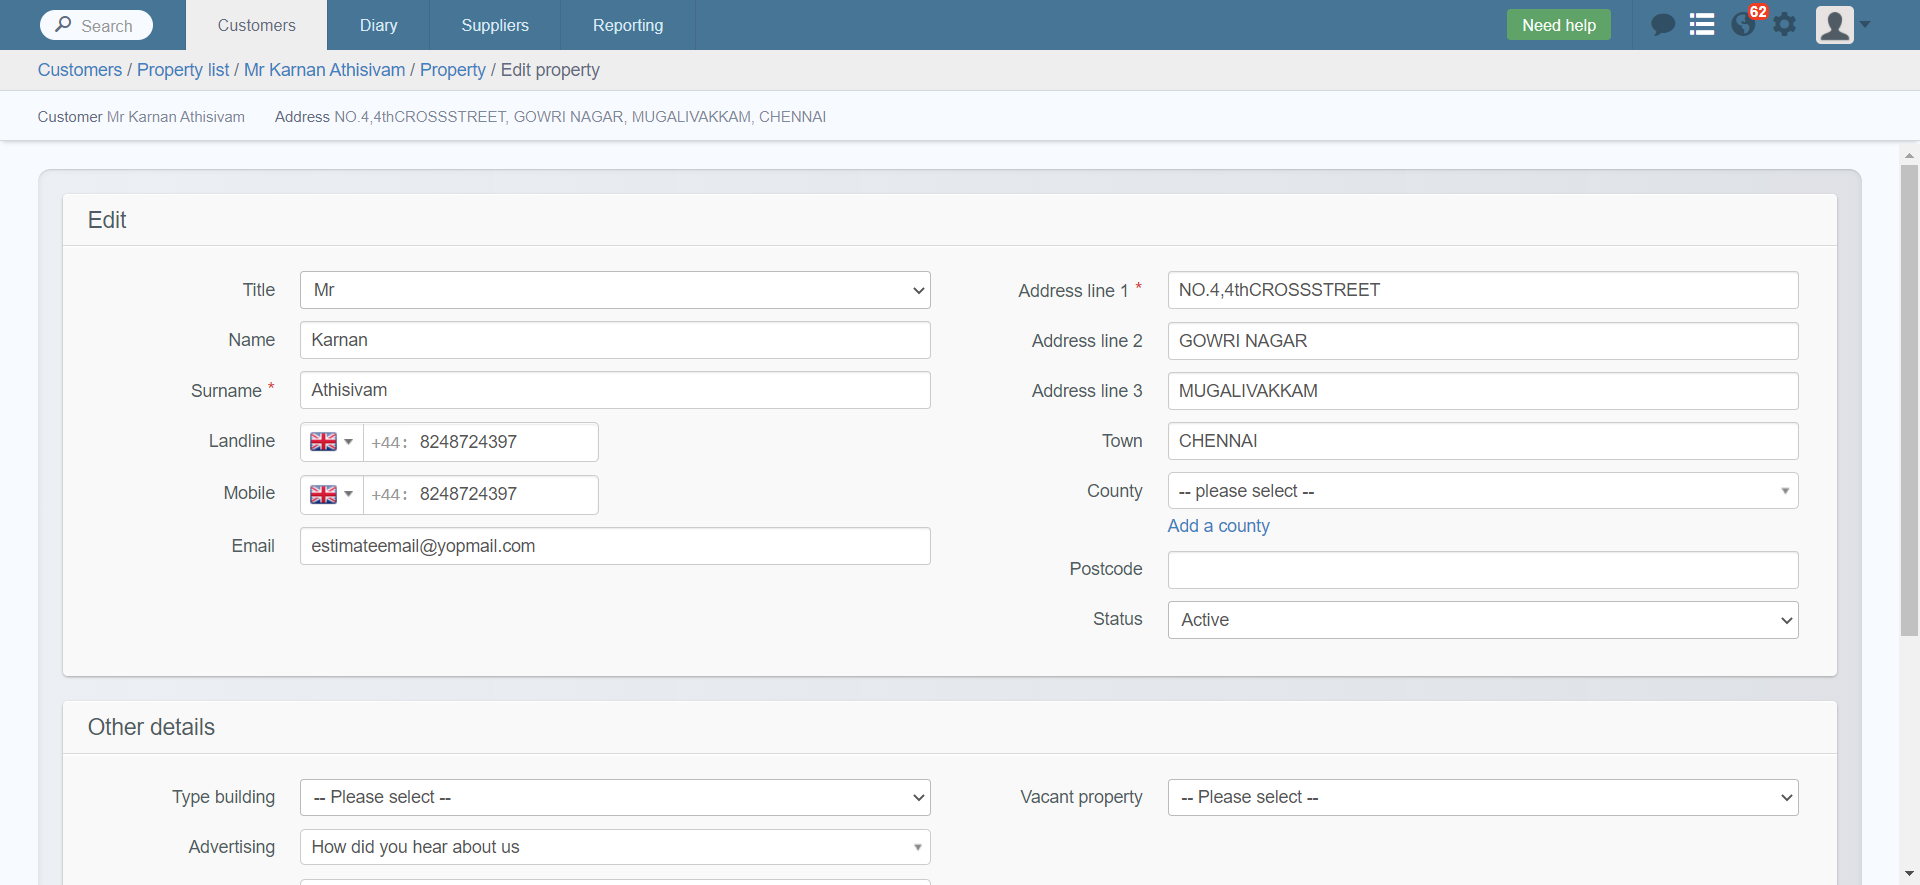 Search
Customers
Diary
Suppliers
Reporting
Need help
62
Customers / Property list / Mr Karnan Athisivam / Property / Edit property
Customer Mr Karnan Athisivam
Address NO.4,4thCROSSSTREET, GOWRI NAGAR, MUGALIVAKKAM, CHENNAI
Edit
Title
Mr
Name
Karnan
Surname *
Athisivam
Landline
+44: 8248724397
Mobile
+44: 8248724397
Email
estimateemail@yopmail.com
Address line 1 *
NO.4,4thCROSSSTREET
Address line 2
GOWRI NAGAR
Address line 3
MUGALIVAKKAM
Town
CHENNAI
County
-- please select --
Add a county
Postcode
Status
Active
Other details
Type building
-- Please select --
Advertising
How did you hear about us
Vacant property
-- Please select --